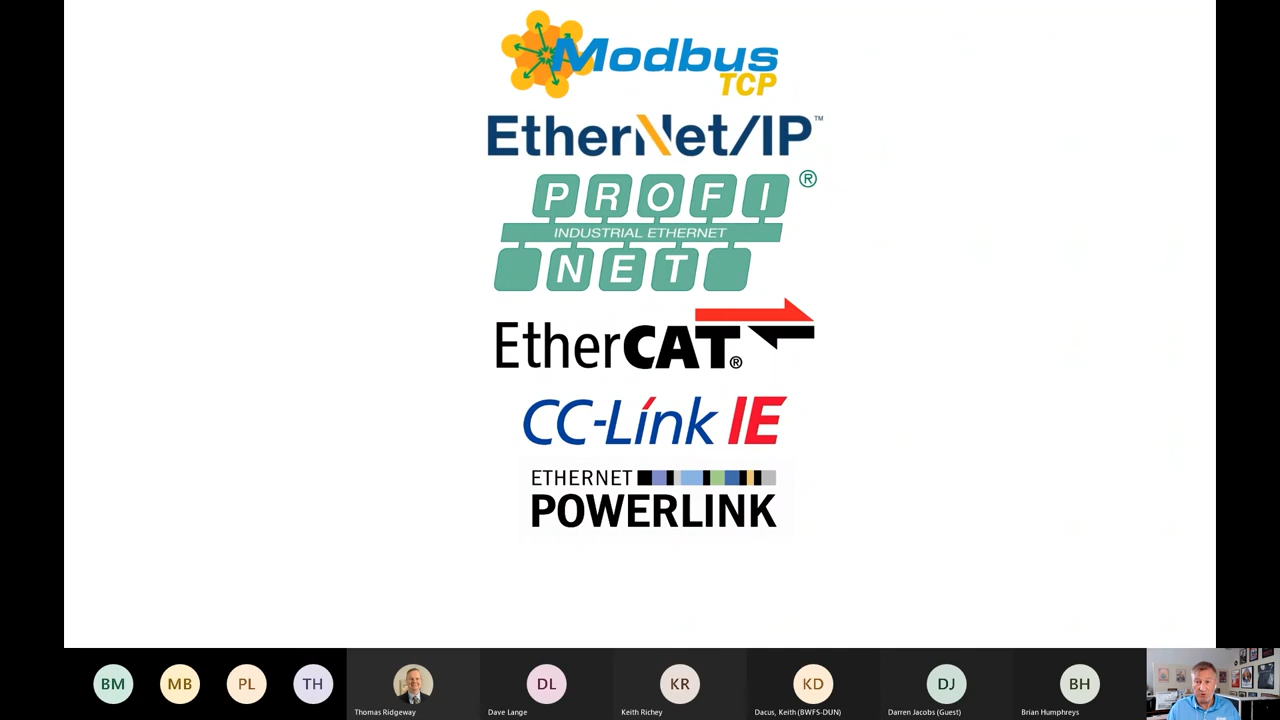 Modbus
TCP
EtherNet/IP™
PROFI®
INDUSTRIAL ETHERNET
NET
EtherCAT®
CC-Link IE
ETHERNET
POWERLINK
BM MB PL TH DL KR KD DJ BH
Thomas Ridgeway Dave Lange Keith Richey Dacus, Keith (BWFS-DUN) Darren Jacobs (Guest) Brian Humphreys